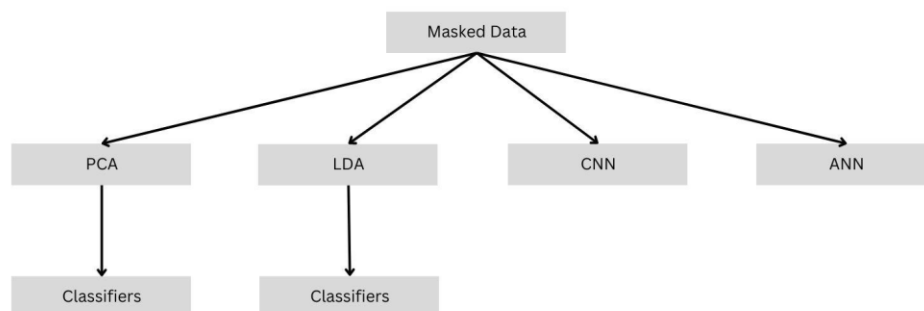 Masked Data
PCA
LDA
CNN
ANN
Classifiers
Classifiers